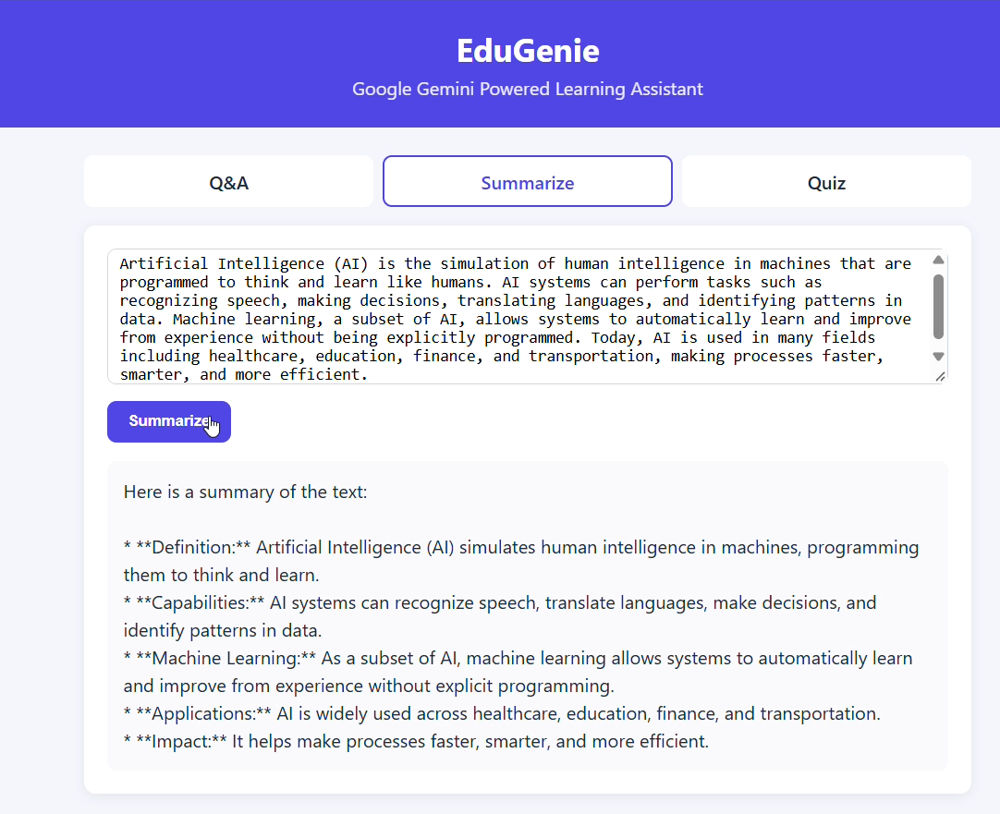 EduGenie
Google Gemini Powered Learning Assistant
Q&A
Summarize
Quiz
Artificial Intelligence (AI) is the simulation of human intelligence in machines that are
programmed to think and learn like humans. AI systems can perform tasks such as
recognizing speech, making decisions, translating languages, and identifying patterns in
data. Machine learning, a subset of AI, allows systems to automatically learn and improve
from experience without being explicitly programmed. Today, AI is used in many fields
including healthcare, education, finance, and transportation, making processes faster,
smarter, and more efficient.
Summarize
Here is a summary of the text:
* **Definition:** Artificial Intelligence (AI) simulates human intelligence in machines, programming
them to think and learn.
* **Capabilities:** AI systems can recognize speech, translate languages, make decisions, and
identify patterns in data.
* **Machine Learning:** As a subset of AI, machine learning allows systems to automatically learn
and improve from experience without explicit programming.
* **Applications:** AI is widely used across healthcare, education, finance, and transportation.
* **Impact:** It helps make processes faster, smarter, and more efficient.